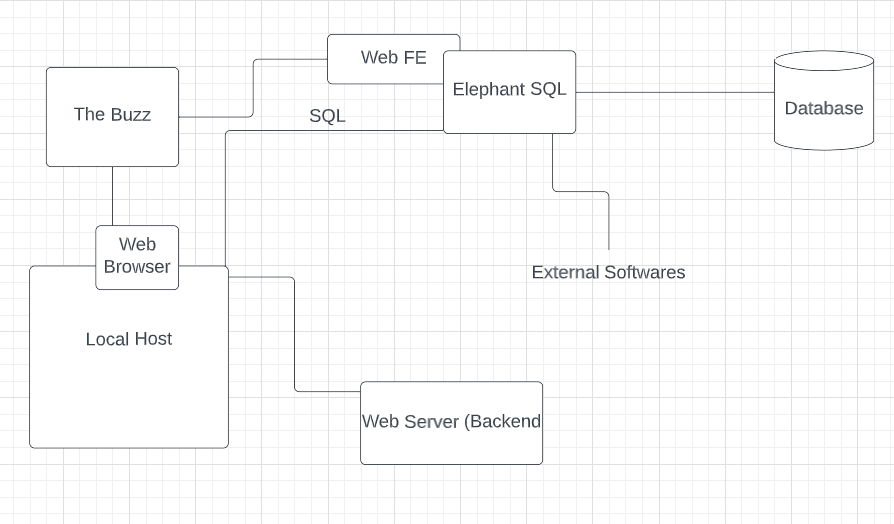 Web FE
Elephant SQL
The Buzz
SQL
Database
Web
Browser
External Softwares
Local Host
Web Server (Backend